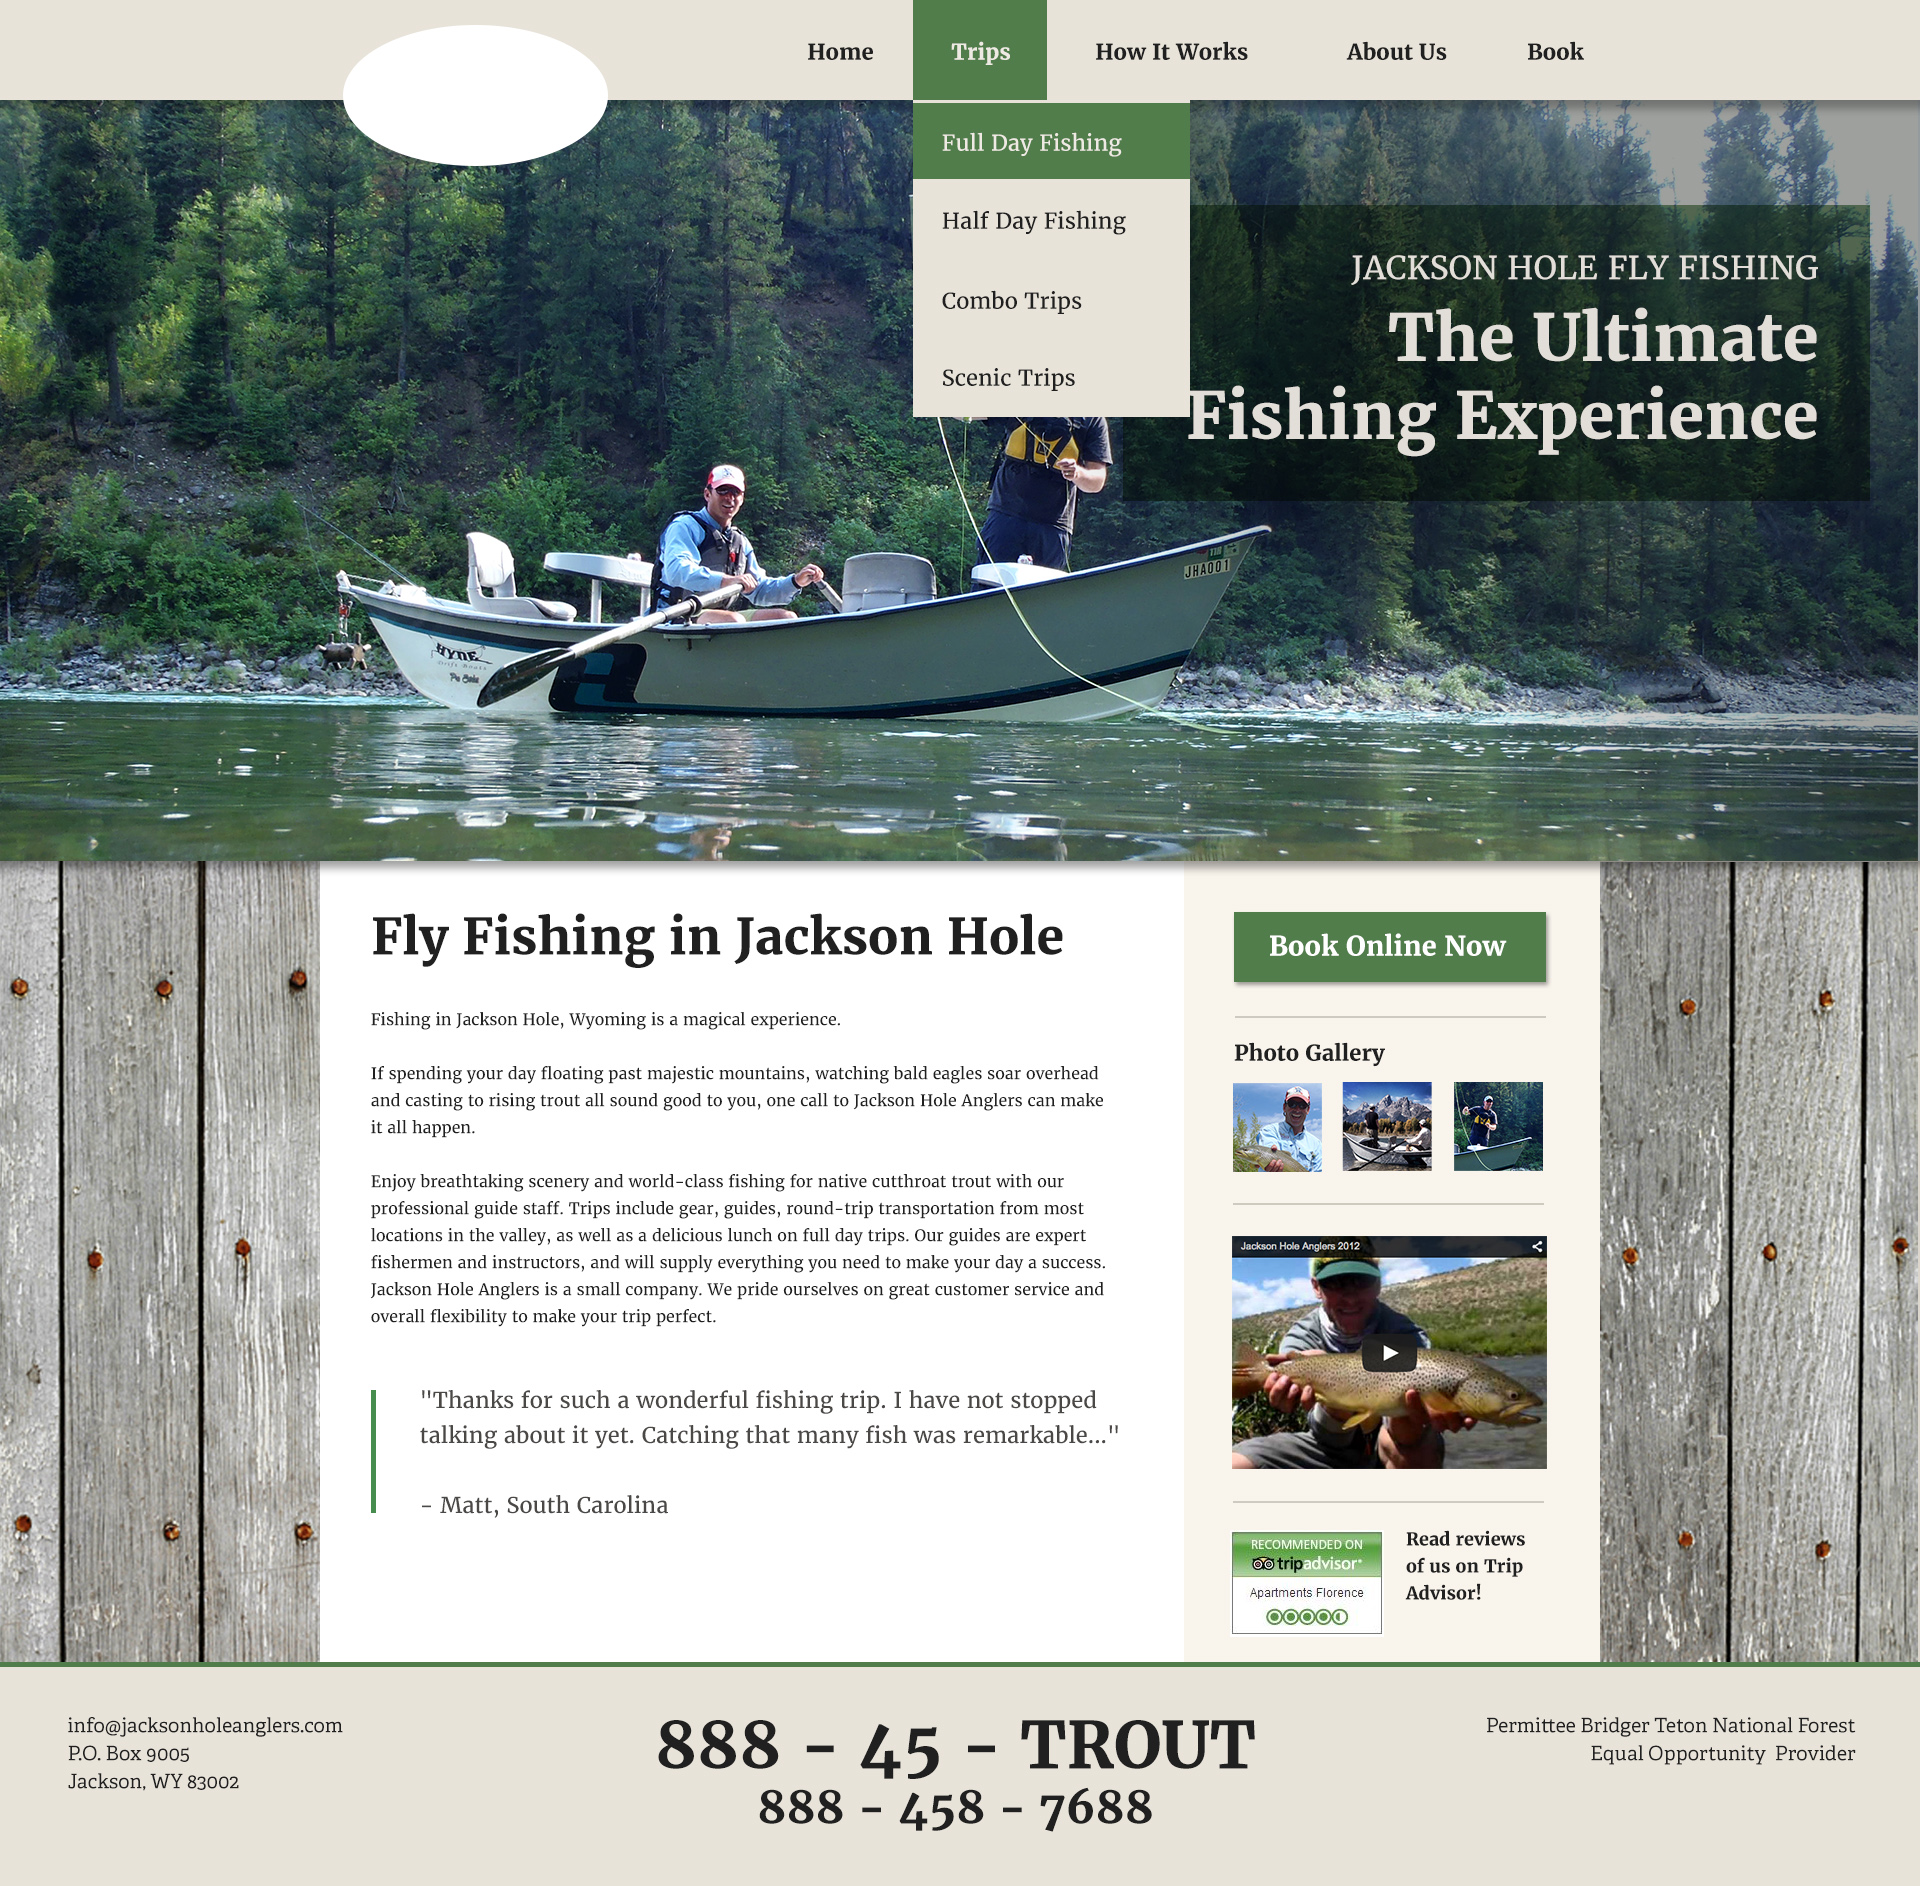 Home Trips How It Works About Us Book
Full Day Fishing
Half Day Fishing
Combo Trips
Scenic Trips
JACKSON HOLE FLY FISHING
The Ultimate
Fishing Experience
JHA001
HYDE
Drift Boats
Fly Fishing in Jackson Hole
Fishing in Jackson Hole, Wyoming is a magical experience.
If spending your day floating past majestic mountains, watching bald eagles soar overhead
and casting to rising trout all sound good to you, one call to Jackson Hole Anglers can make
it all happen.
Enjoy breathtaking scenery and world-class fishing for native cutthroat trout with our
professional guide staff. Trips include gear, guides, round-trip transportation from most
locations in the valley, as well as a delicious lunch on full day trips. Our guides are expert
fishermen and instructors, and will supply everything you need to make your day a success.
Jackson Hole Anglers is a small company. We pride ourselves on great customer service and
overall flexibility to make your trip perfect.
"Thanks for such a wonderful fishing trip. I have not stopped
talking about it yet. Catching that many fish was remarkable..."
- Matt, South Carolina
Book Online Now
Photo Gallery
Jackson Hole Anglers 2012
RECOMMENDED ON
tripadvisor®
Apartments Florence
Read reviews
of us on Trip
Advisor!
info@jacksonholeanglers.com
P.O. Box 9005
Jackson, WY 83002
888 - 45 - TROUT
888 - 458 - 7688
Permittee Bridger Teton National Forest
Equal Opportunity Provider